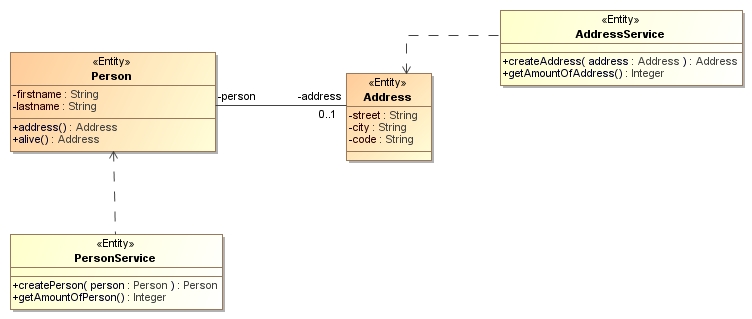 «Entity»
Person
-firstname : String
-lastname : String
+address() : Address
+alive() : Address
-person
-address
0..1
«Entity»
Address
-street : String
-city : String
-code : String
«Entity»
AddressService
+createAddress( address : Address ) : Address
+getAmountOfAddress() : Integer
«Entity»
PersonService
+createPerson( person : Person ) : Person
+getAmountOfPerson() : Integer